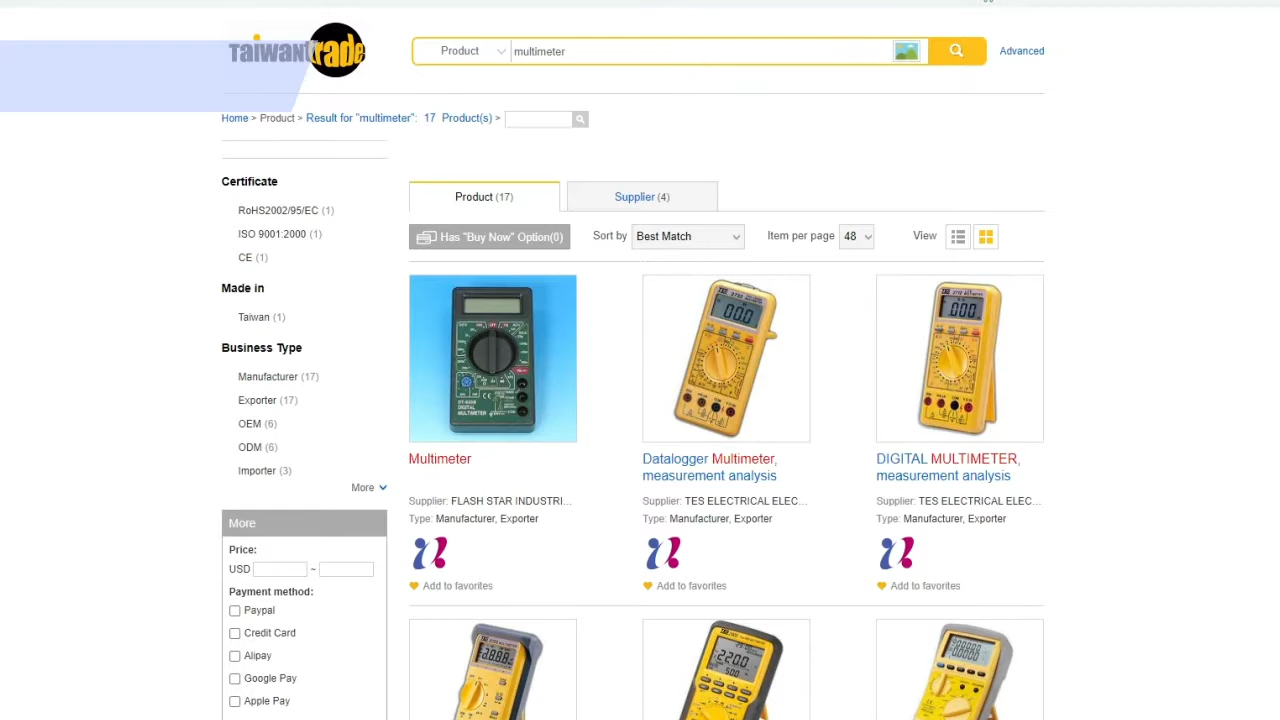 Taiwantrade
Product
multimeter
Advanced
Home > Product > Result for "multimeter": 17 Product(s) >
Certificate
RoHS2002/95/EC (1)
ISO 9001:2000 (1)
CE (1)
Made in
Taiwan (1)
Business Type
Manufacturer (17)
Exporter (17)
OEM (6)
ODM (6)
Importer (3)
More
More
Price:
USD ~
Payment method:
Paypal
Credit Card
Alipay
Google Pay
Apple Pay
Product (17)
Supplier (4)
Has "Buy Now" Option(0)
Sort by Best Match
Item per page 48
View
Multimeter
Supplier: FLASH STAR INDUSTRI...
Type: Manufacturer, Exporter
Add to favorites
Datalogger Multimeter,
measurement analysis
Supplier: TES ELECTRICAL ELEC...
Type: Manufacturer, Exporter
Add to favorites
DIGITAL MULTIMETER,
measurement analysis
Supplier: TES ELECTRICAL ELEC...
Type: Manufacturer, Exporter
Add to favorites
DIGITAL
MULTIMETER
000
000